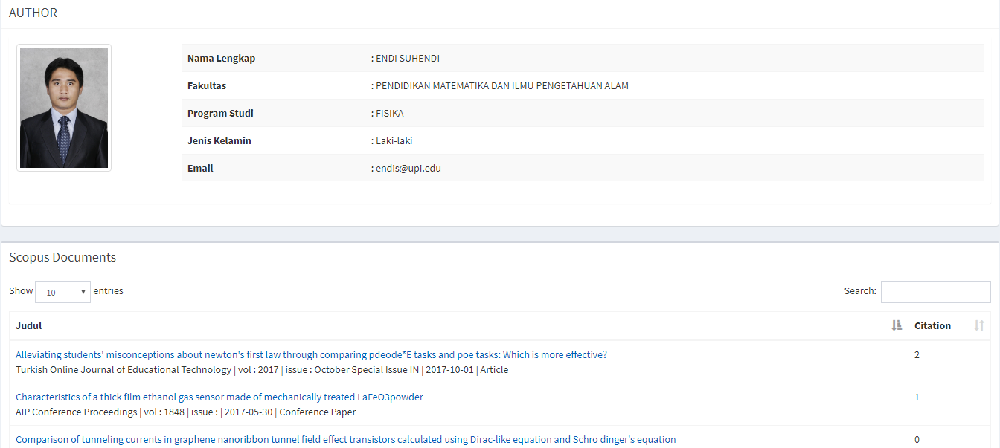 AUTHOR
Nama Lengkap : ENDI SUHENDI
Fakultas : PENDIDIKAN MATEMATIKA DAN ILMU PENGETAHUAN ALAM
Program Studi : FISIKA
Jenis Kelamin : Laki-laki
Email : endis@upi.edu
Scopus Documents
Show 10 entries Search:
Judul Citation
Alleviating students' misconceptions about newton's first law through comparing pdeode*E tasks and poe tasks: Which is more effective? 2
Turkish Online Journal of Educational Technology | vol : 2017 | issue : October Special Issue IN | 2017-10-01 | Article
Characteristics of a thick film ethanol gas sensor made of mechanically treated LaFeO3powder 1
AIP Conference Proceedings | vol : 1848 | issue : | 2017-05-30 | Conference Paper
Comparison of tunneling currents in graphene nanoribbon tunnel field effect transistors calculated using Dirac-like equation and Schro dinger's equation 0